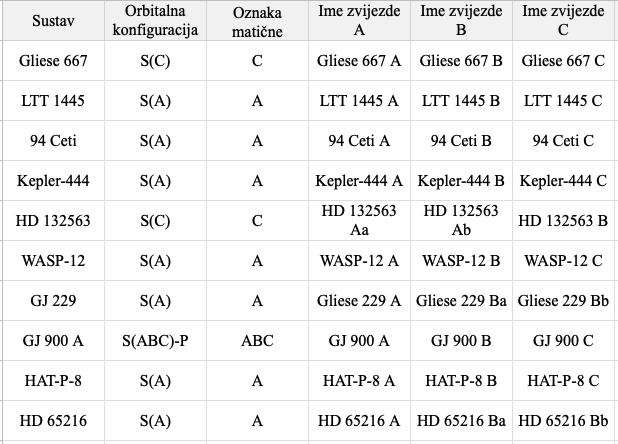 Sustav Orbitalna konfiguracija Oznaka matične Ime zvijezde A Ime zvijezde B Ime zvijezde C
Gliese 667 S(C) C Gliese 667 A Gliese 667 B Gliese 667 C
LTT 1445 S(A) A LTT 1445 A LTT 1445 B LTT 1445 C
94 Ceti S(A) A 94 Ceti A 94 Ceti B 94 Ceti C
Kepler-444 S(A) A Kepler-444 A Kepler-444 B Kepler-444 C
HD 132563 S(C) C HD 132563 Aa HD 132563 Ab HD 132563 B
WASP-12 S(A) A WASP-12 A WASP-12 B WASP-12 C
GJ 229 S(A) A Gliese 229 A Gliese 229 Ba Gliese 229 Bb
GJ 900 A S(ABC)-P ABC GJ 900 A GJ 900 B GJ 900 C
HAT-P-8 S(A) A HAT-P-8 A HAT-P-8 B HAT-P-8 C
HD 65216 S(A) A HD 65216 A HD 65216 Ba HD 65216 Bb